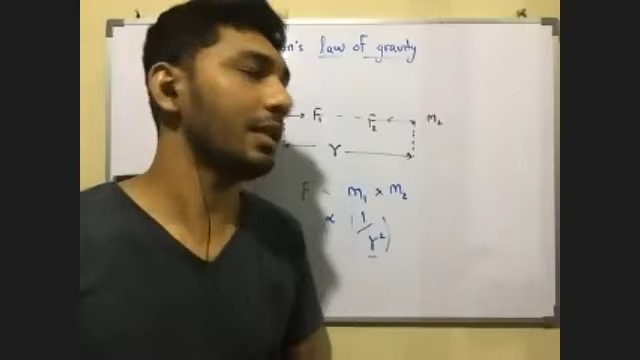 law of gravity
F₁ F₂ M₂
r
F m₁ × m₂
∝ (1/r²)